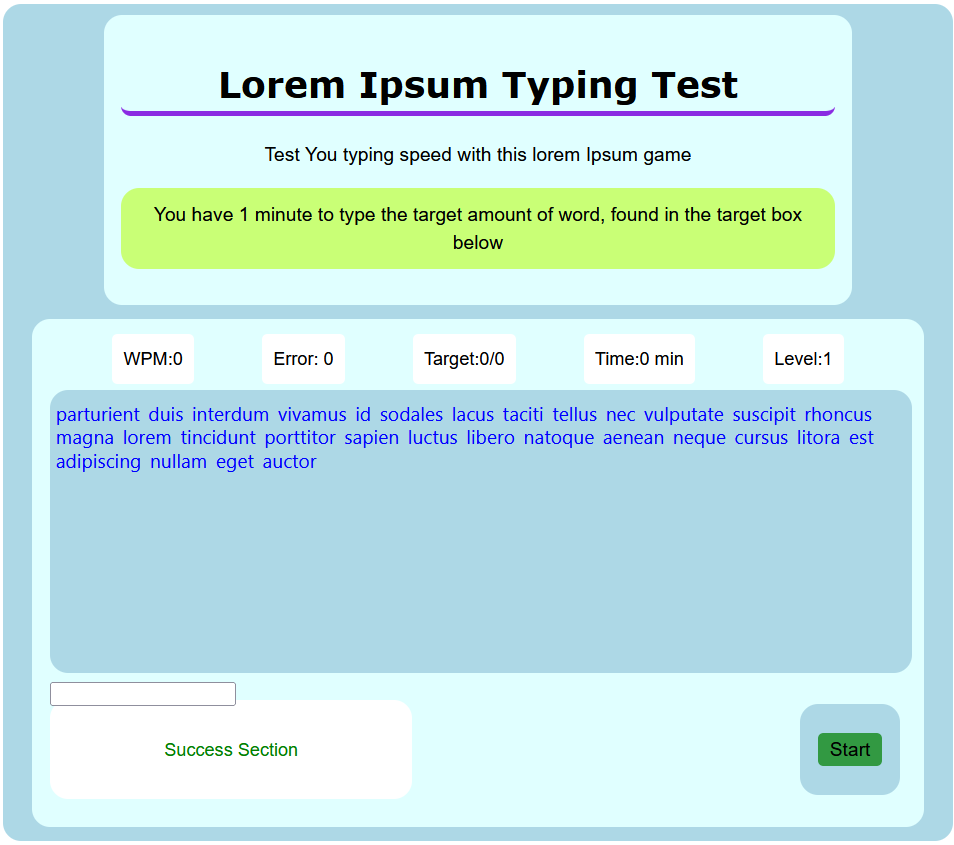 Lorem Ipsum Typing Test
Test You typing speed with this lorem Ipsum game
You have 1 minute to type the target amount of word, found in the target box
below
WPM:0 Error: 0 Target:0/0 Time:0 min Level:1
parturient duis interdum vivamus id sodales lacus taciti tellus nec vulputate suscipit rhoncus
magna lorem tincidunt porttitor sapien luctus libero natoque aenean neque cursus litora est
adipiscing nullam eget auctor
Success Section
Start